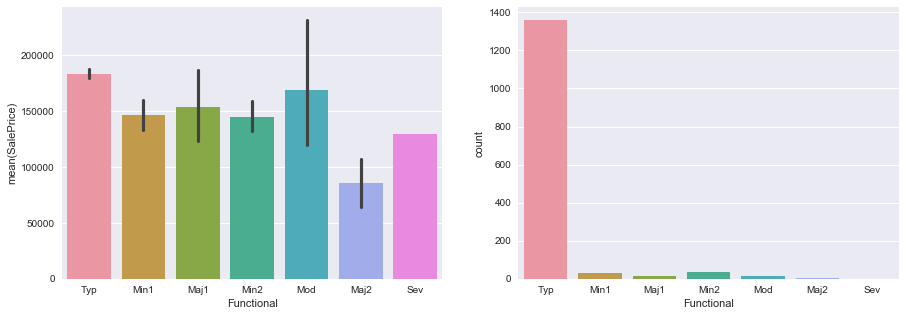 200000
150000
100000
50000
0
mean(SalePrice)
Typ Min1 Maj1 Min2 Mod Maj2 Sev
Functional
1400
1200
1000
800
600
400
200
0
count
Typ Min1 Maj1 Min2 Mod Maj2 Sev
Functional